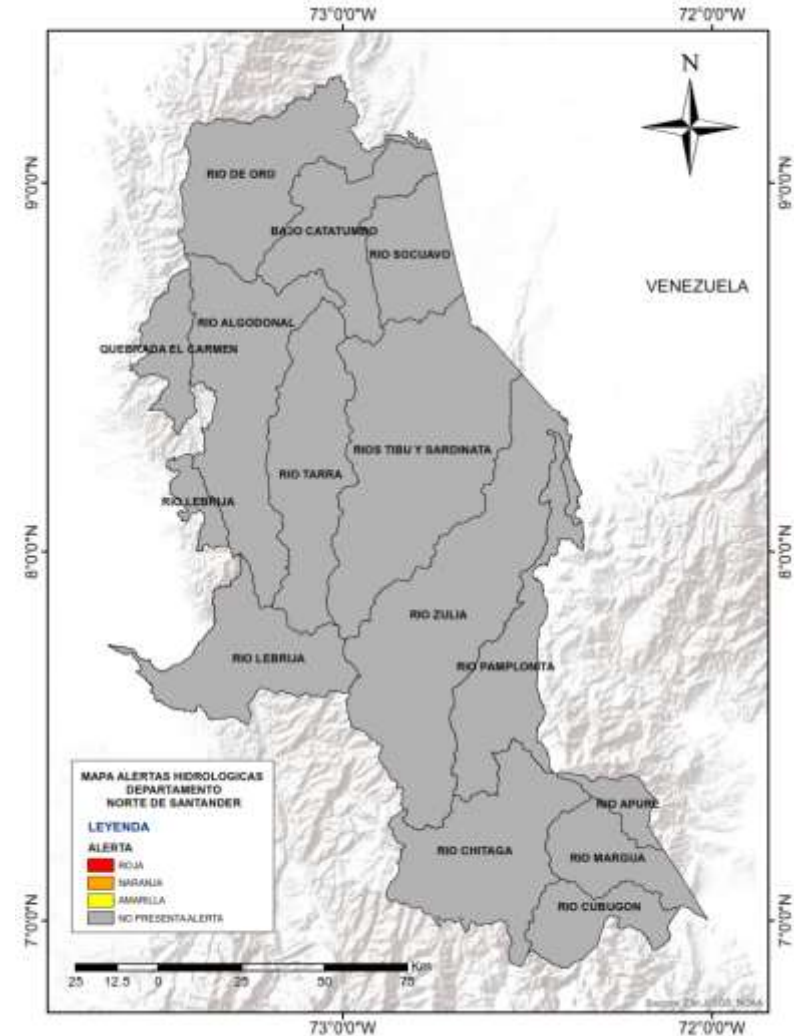 73°0'0"W
72°0'0"W
N
9°0'0"N
9°0'0"N
RIO DE ORO
BAJO CATATUMBO
RIO SOCUAVO
VENEZUELA
RIO ALGODONAL
QUEBRADA EL CARMEN
RIOS TIBU Y SARDINATA
RIO TARRA
RIO LEBRIJA
8°0'0"N
8°0'0"N
RIO ZULIA
RIO LEBRIJA
RIO PAMPLONITA
MAPA ALERTAS HIDROLOGICAS
DEPARTAMENTO
NORTE DE SANTANDER
LEYENDA
ALERTA
ROJA
NARANJA
AMARILLA
NO PRESENTA ALERTA
RIO APURE
RIO CHITAGA
RIO MARGUA
RIO CUBUGON
7°0'0"N
7°0'0"N
25 12.5 0 25 50 75 Km
73°0'0"W
72°0'0"W